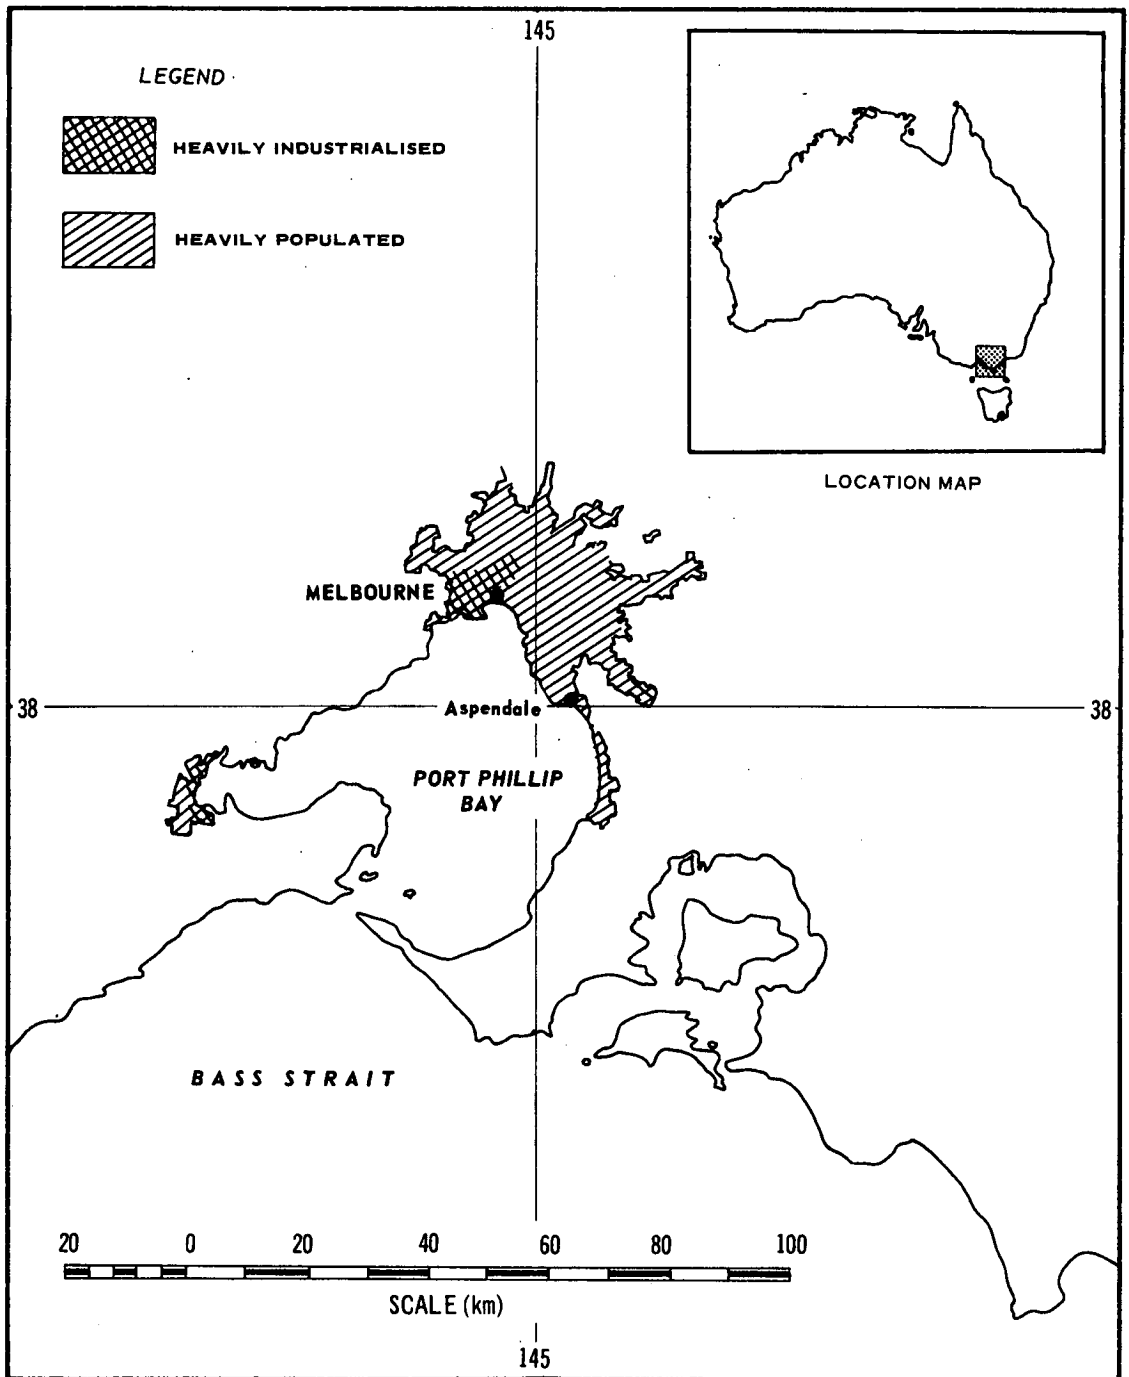 145
LEGEND
HEAVILY INDUSTRIALISED
HEAVILY POPULATED
LOCATION MAP
MELBOURNE
38
Aspendale
38
PORT PHILLIP
BAY
BASS STRAIT
20 0 20 40 60 80 100
SCALE (km)
145